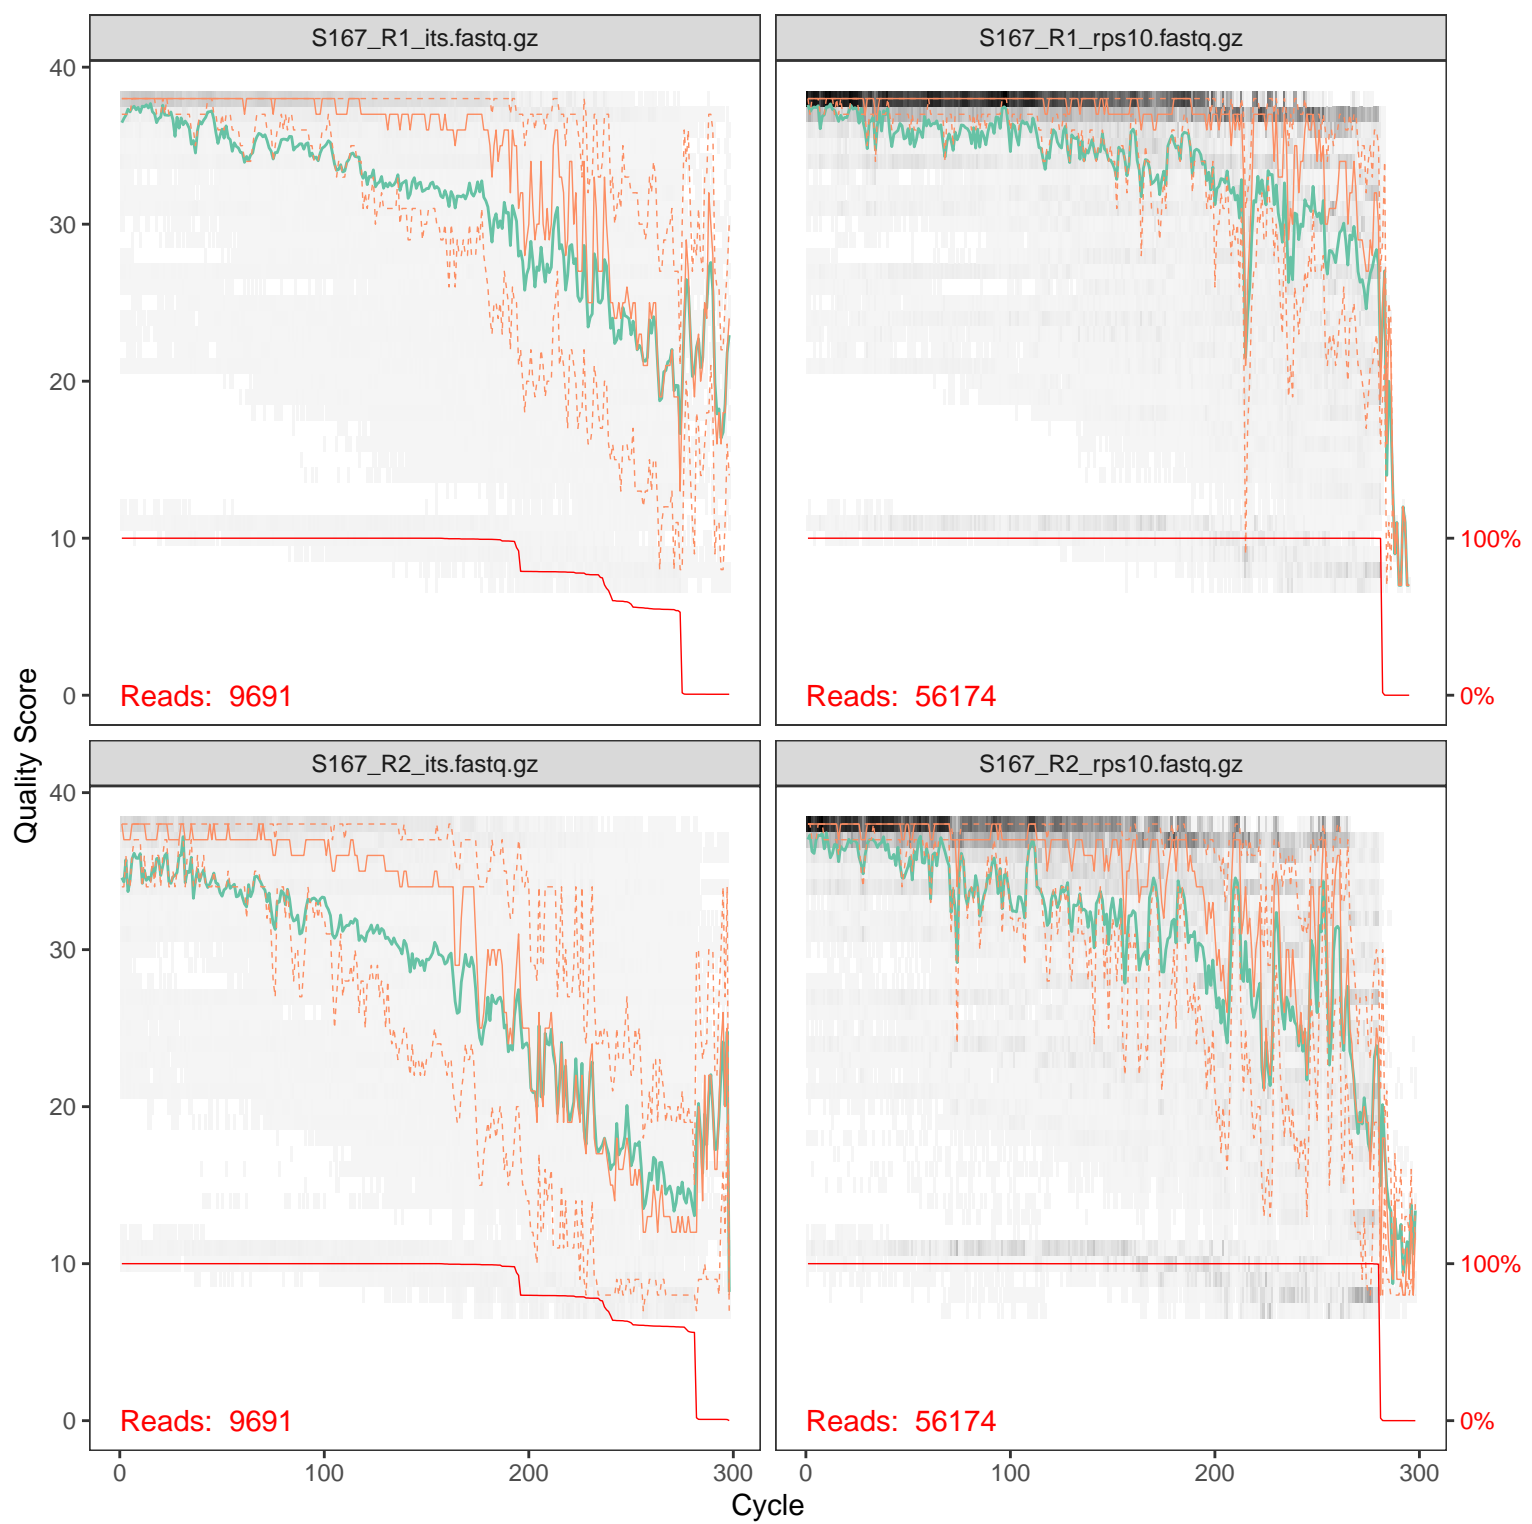 S167_R1_its.fastq.gz
S167_R1_rps10.fastq.gz
40
30
20
10
0
100%
0%
Reads: 9691
Reads: 56174
Quality Score
S167_R2_its.fastq.gz
S167_R2_rps10.fastq.gz
40
30
20
10
0
100%
0%
Reads: 9691
Reads: 56174
0 100 200 300
0 100 200 300
Cycle